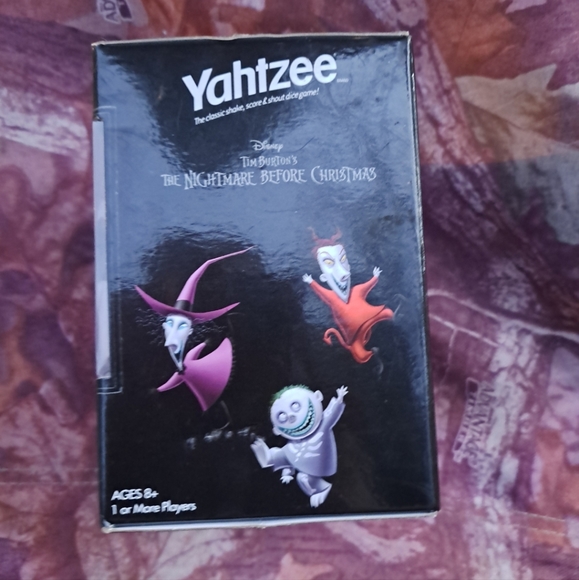 Yahtzee
The classic shake, score & shout dice game!
Disney
TIM BURTON'S
THE NIGHTMARE BEFORE CHRISTMAS
AGES 8+
1 or More Players